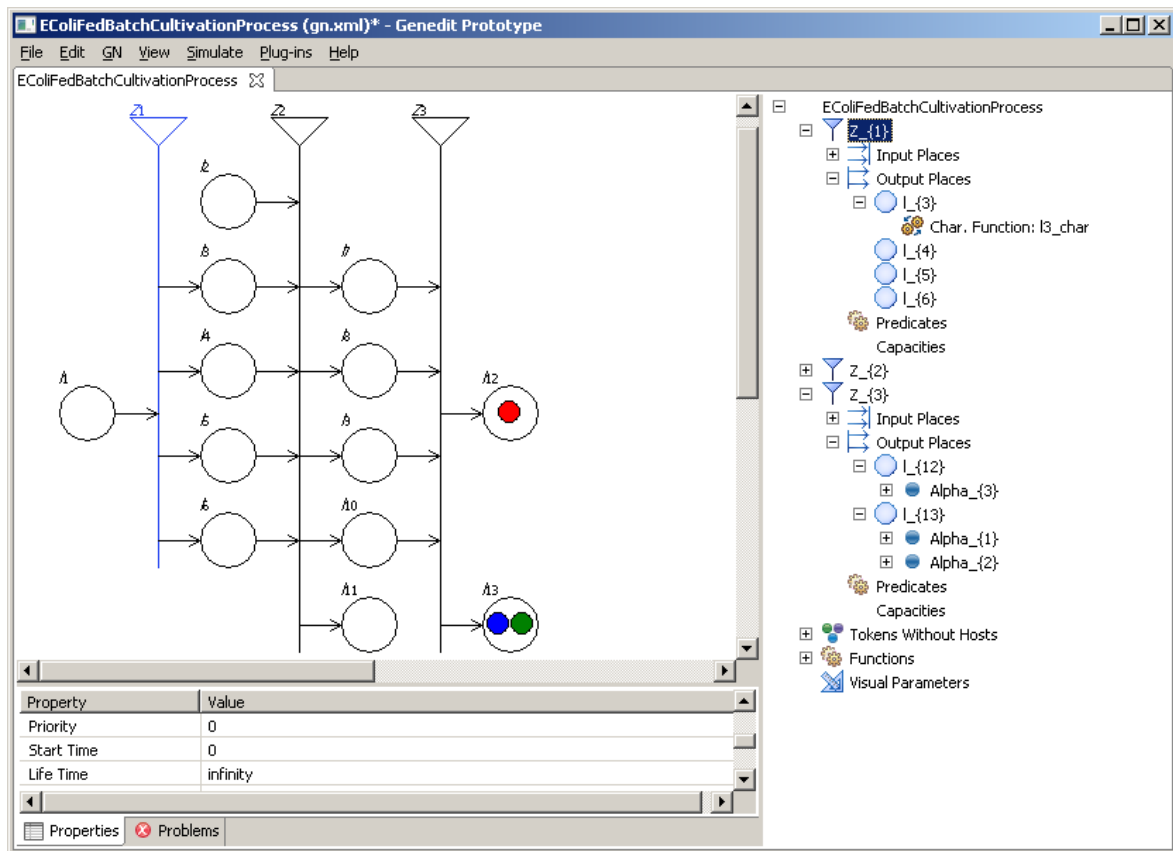 EColiFedBatchCultivationProcess (gn.xml)* - Genedit Prototype
File Edit GN View Simulate Plug-ins Help
EColiFedBatchCultivationProcess
Z1 Z2 Z3
l2
l3 l7
l4 l8
l1 l12
l5 l9
l6 l10
l11 l13
Property Value
Priority 0
Start Time 0
Life Time infinity
Properties Problems
EColiFedBatchCultivationProcess
Z_{1}
Input Places
Output Places
l_{3}
Char. Function: l3_char
l_{4}
l_{5}
l_{6}
Predicates
Capacities
Z_{2}
Z_{3}
Input Places
Output Places
l_{12}
Alpha_{3}
l_{13}
Alpha_{1}
Alpha_{2}
Predicates
Capacities
Tokens Without Hosts
Functions
Visual Parameters